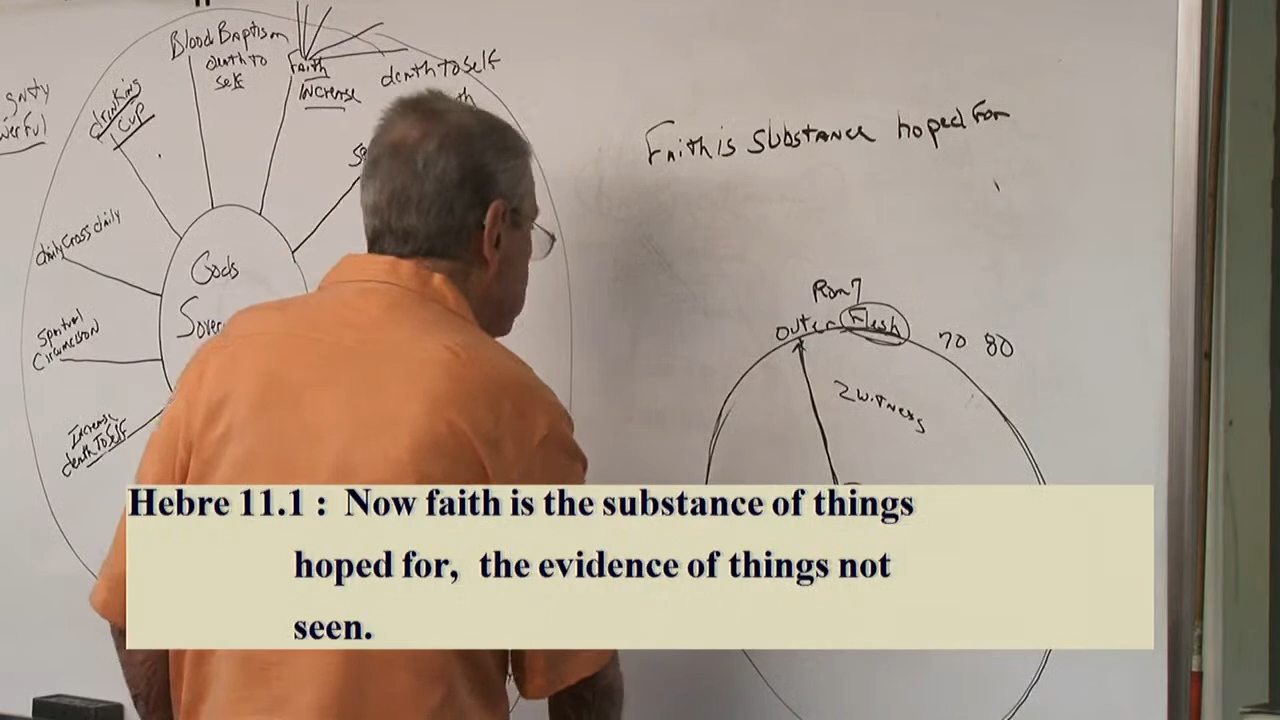 Blood Baptism
death to
self
Faith
Increase
death to self
drinking
cup
daily cross daily
Spiritual
Circumcision
Increase
death To self
Gods
Faith is substance hoped for
Rom 7
outer Flesh
70 80
2 witness
Hebre 11.1 : Now faith is the substance of things
hoped for, the evidence of things not
seen.